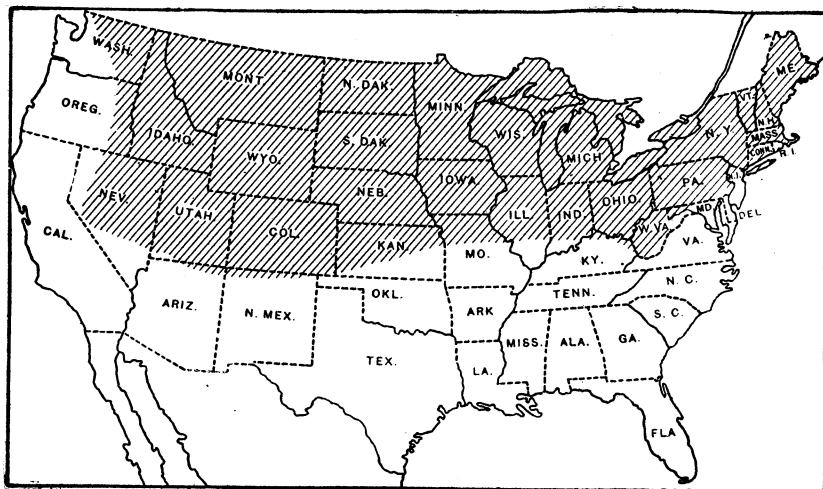 WASH.
MONT.
N. DAK.
MINN.
ME.
OREG.
IDAHO.
S. DAK.
WIS.
MICH
VT.
N.H.
N. Y.
MASS
CONN.
R.I.
WYO.
NEV.
UTAH.
COL.
NEB.
IOWA.
ILL.
IND.
OHIO.
PA.
N.J.
MD.
DEL
W.VA.
VA.
CAL.
KAN.
MO.
KY.
ARIZ.
N. MEX.
OKL.
ARK
TENN.
N. C.
S. C.
TEX.
LA.
MISS.
ALA.
GA.
FLA